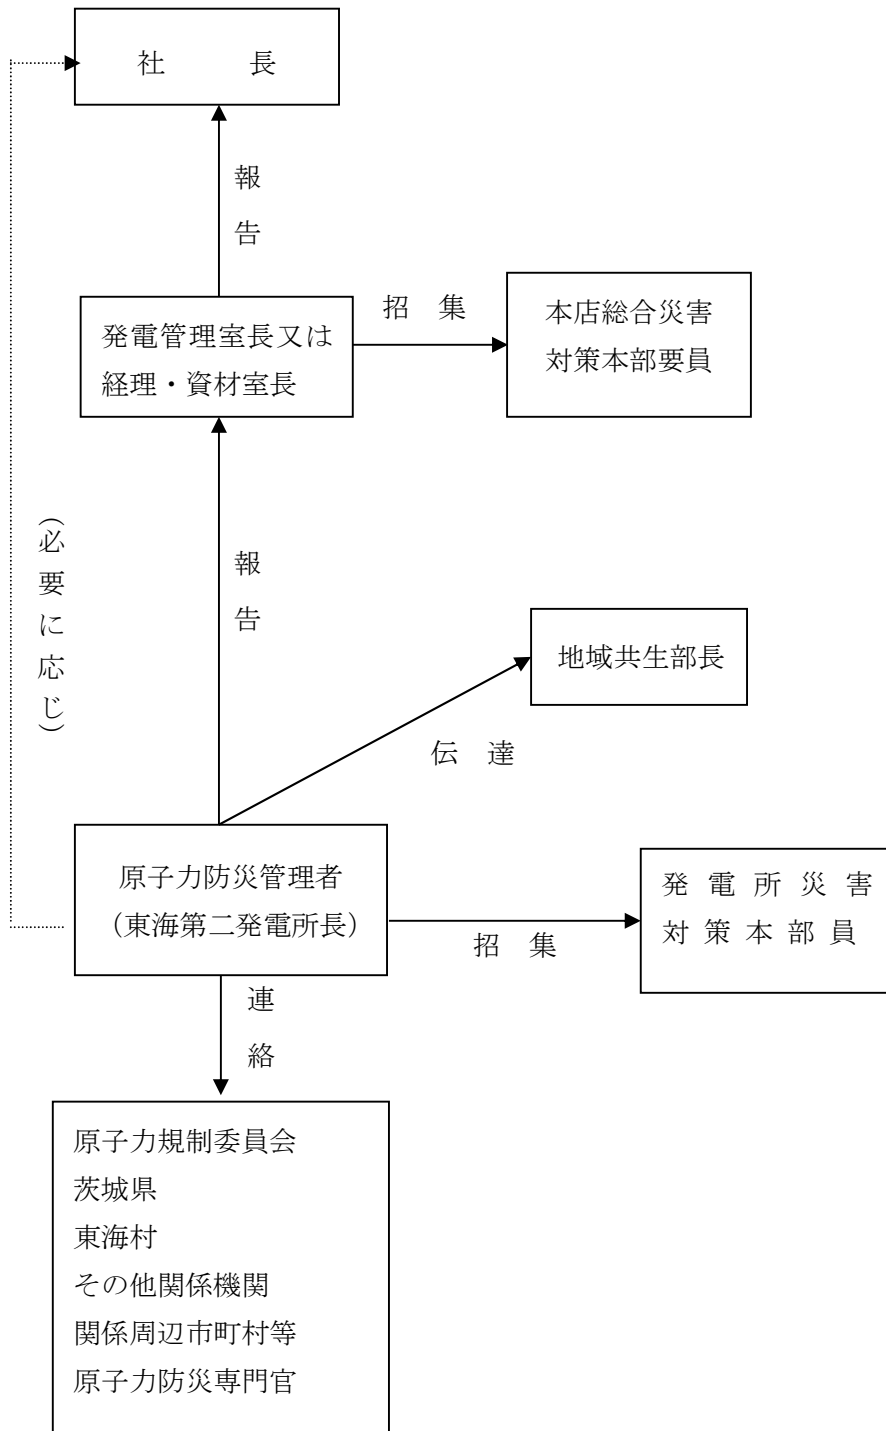 社　　　長
報
告
発電管理室長又は
経理・資材室長
招　集
本店総合災害
対策本部要員
（必要に応じ）
報
告
地域共生部長
伝　達
原子力防災管理者
（東海第二発電所長）
招　集
発 電 所 災 害
対 策 本 部 員
連
絡
原子力規制委員会
茨城県
東海村
その他関係機関
関係周辺市町村等
原子力防災専門官